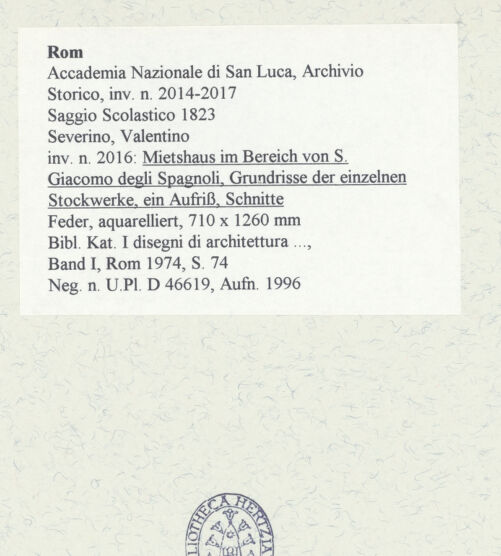 Rom
Accademia Nazionale di San Luca, Archivio
Storico, inv. n. 2014-2017
Saggio Scolastico 1823
Severino, Valentino
inv. n. 2016: Mietshaus im Bereich von S.
Giacomo degli Spagnoli, Grundrisse der einzelnen
Stockwerke, ein Aufriß, Schnitte
Feder, aquarelliert, 710 x 1260 mm
Bibl. Kat. I disegni di architettura ...,
Band I, Rom 1974, S. 74
Neg. n. U.Pl. D 46619, Aufn. 1996
BLIOTHECA HERTZIA